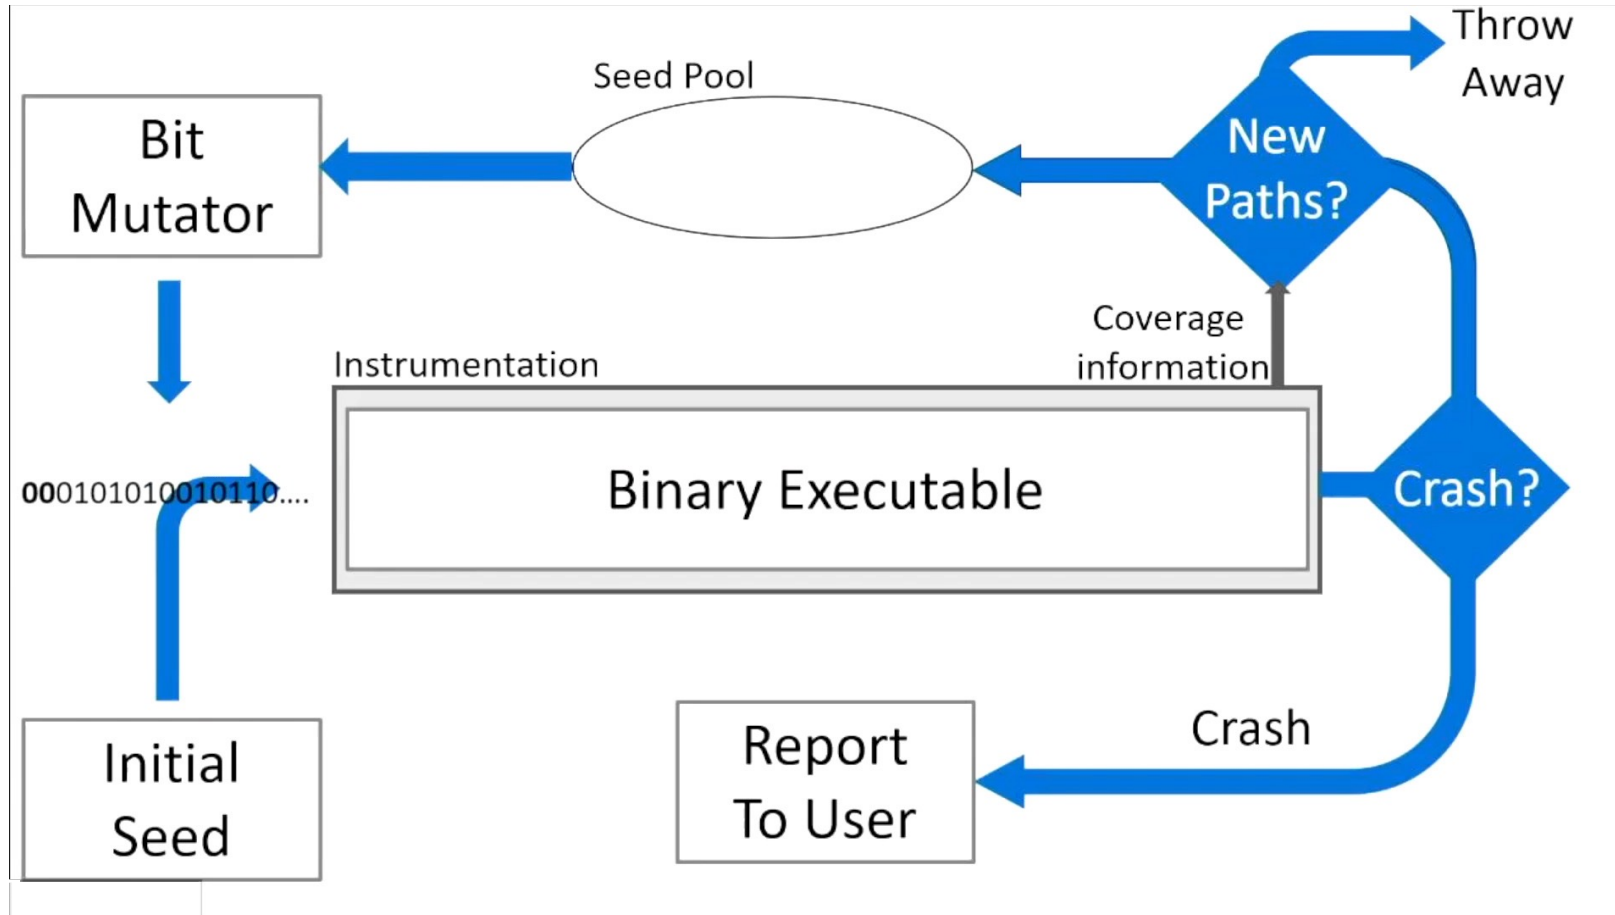 Throw
Away
Seed Pool
Bit
Mutator
New
Paths?
Coverage
information
Instrumentation
000101010010110....
Binary Executable
Crash?
Initial
Seed
Report
To User
Crash